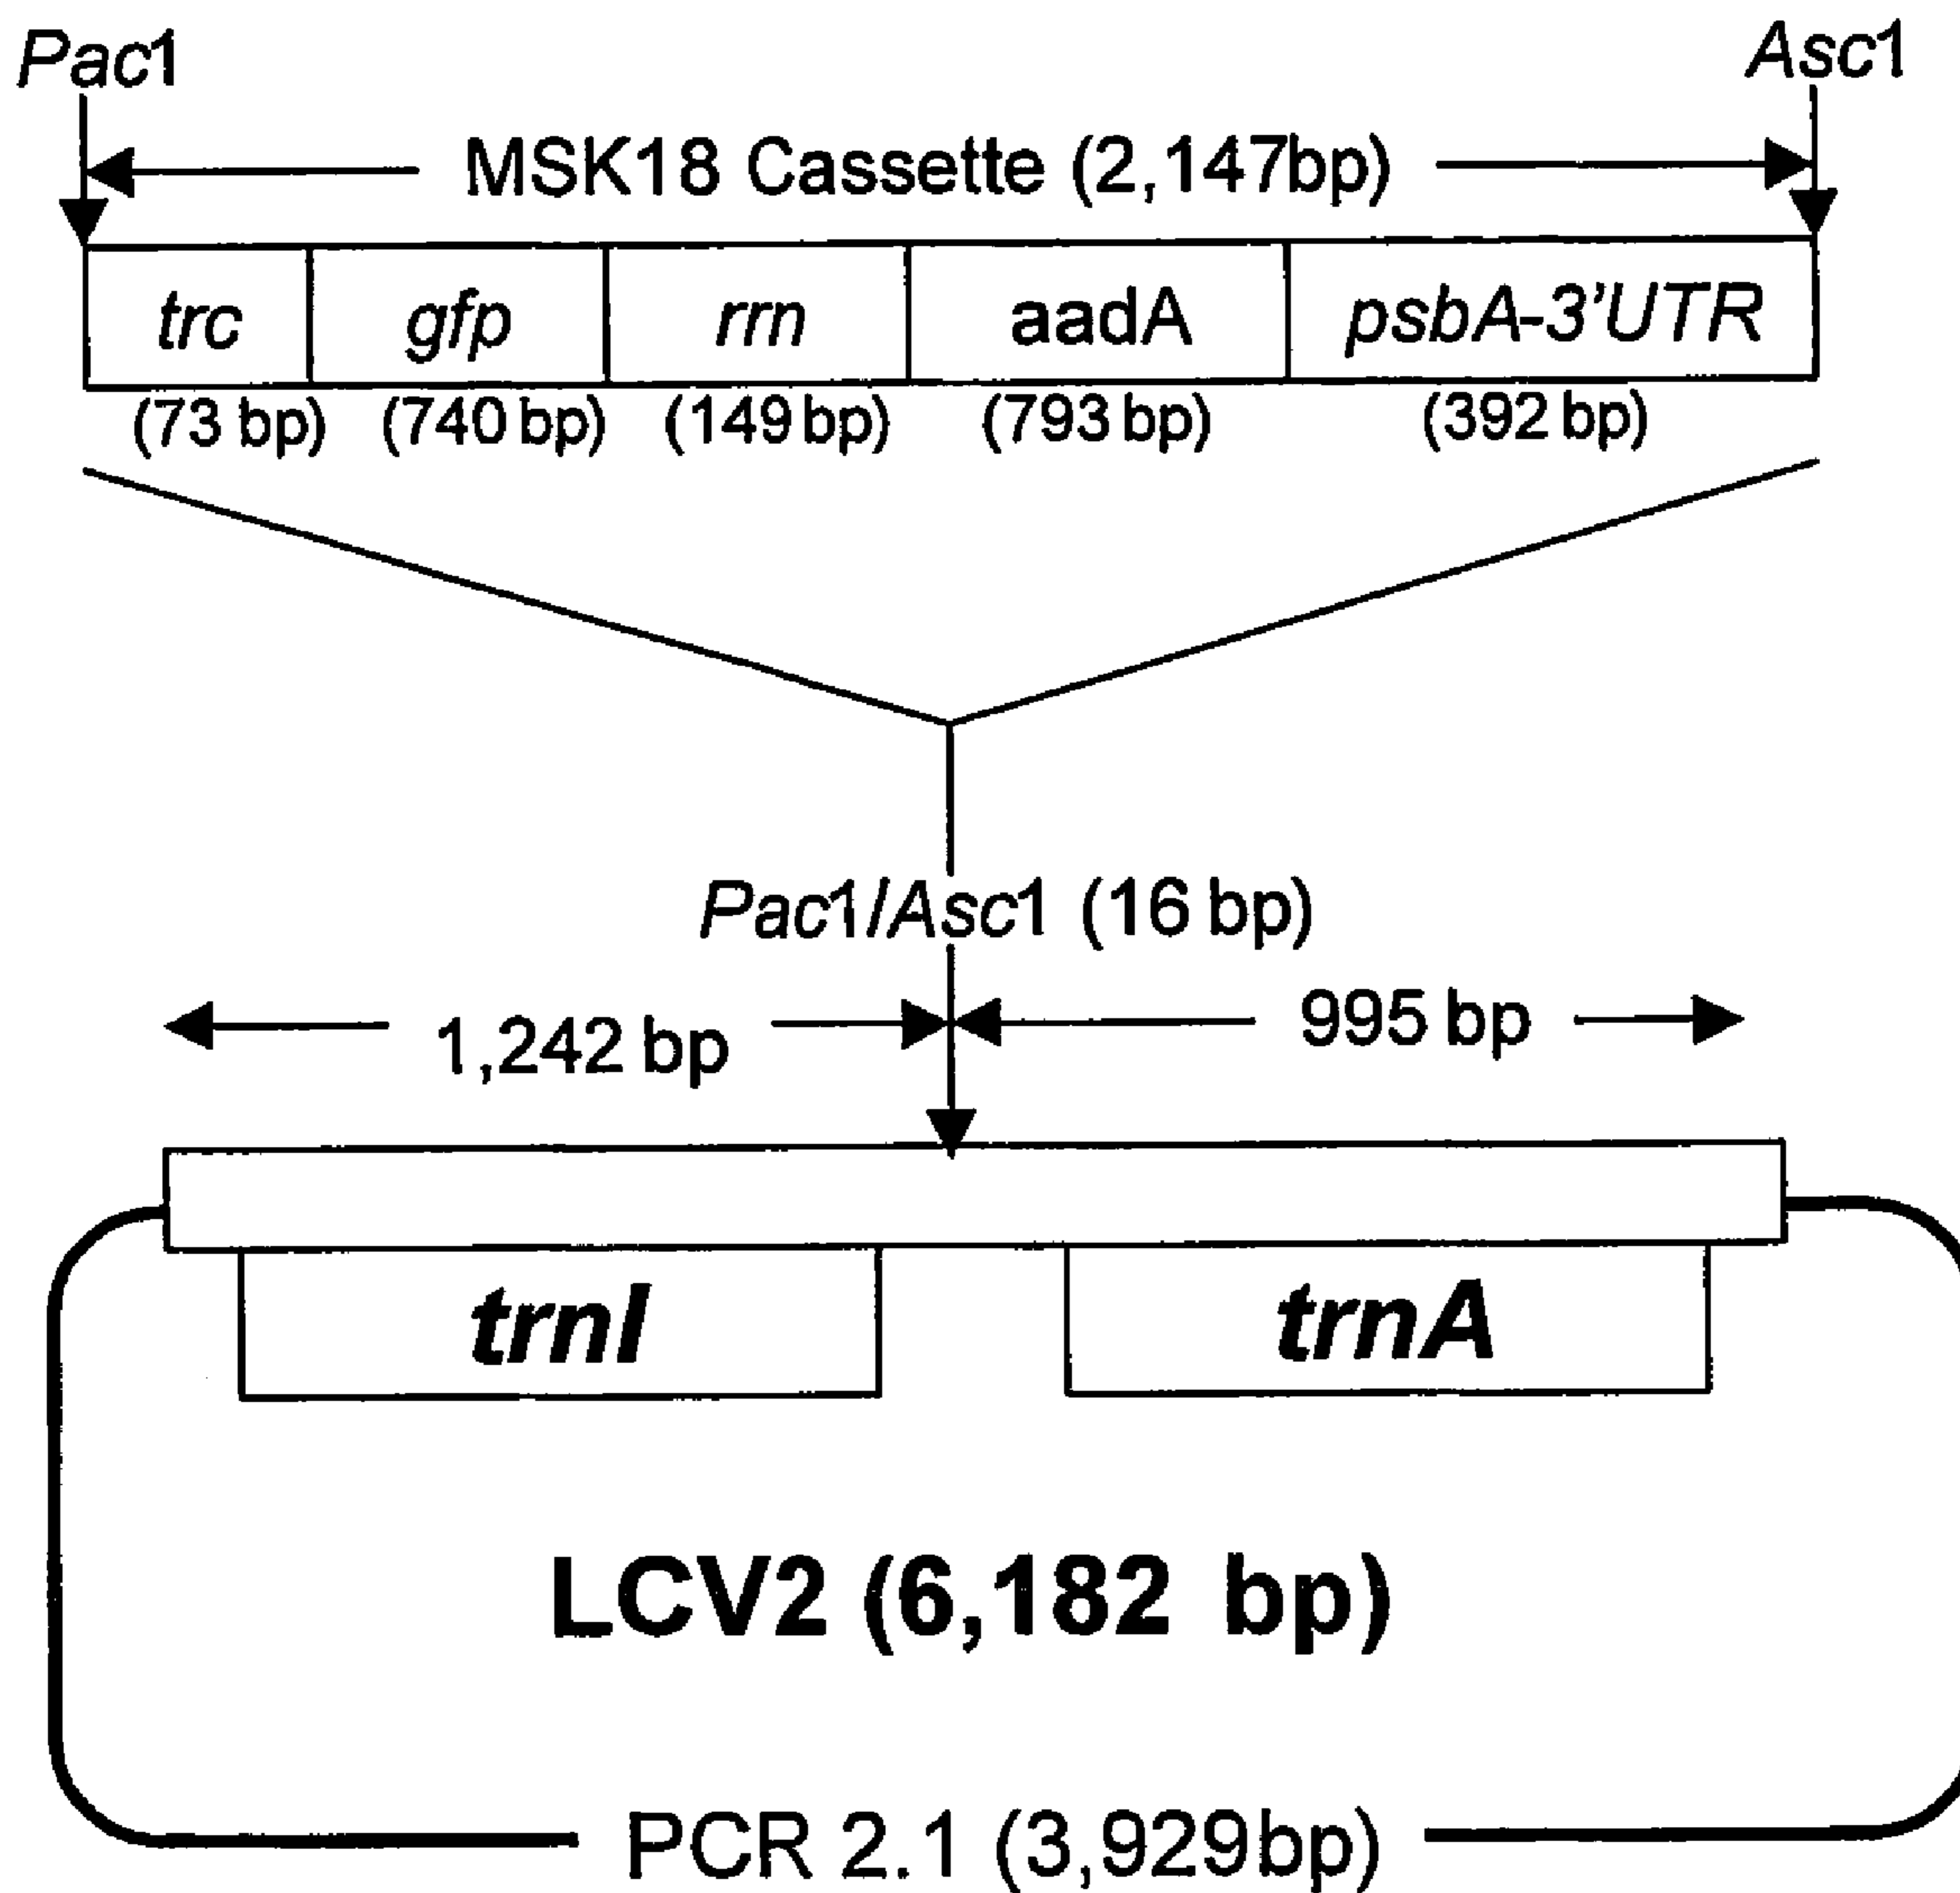 Pac1 Asc1
MSK18 Cassette (2,147bp)
trc gfp rrn aadA psbA-3'UTR
(73 bp) (740 bp) (149 bp) (793 bp) (392 bp)
Pac1/Asc1 (16 bp)
1,242 bp 995 bp
trnI trnA
LCV2 (6,182 bp)
PCR 2.1 (3,929bp)